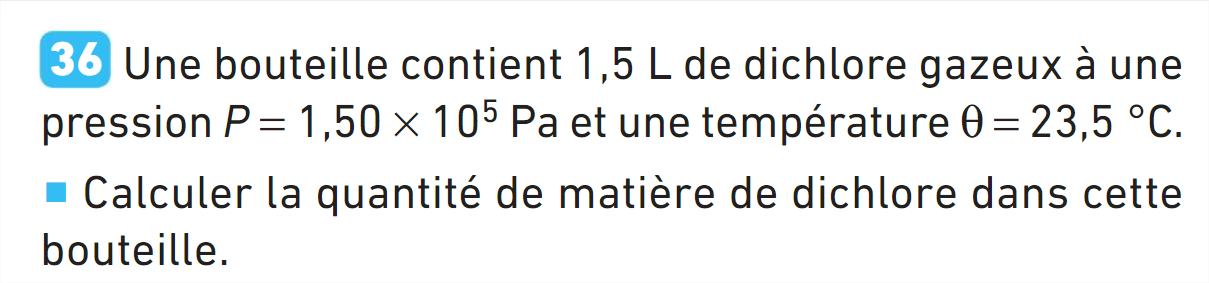 36 Une bouteille contient 1,5 L de dichlore gazeux à une
pression P = 1,50 × 10⁵ Pa et une température θ = 23,5 °C.
■ Calculer la quantité de matière de dichlore dans cette
bouteille.